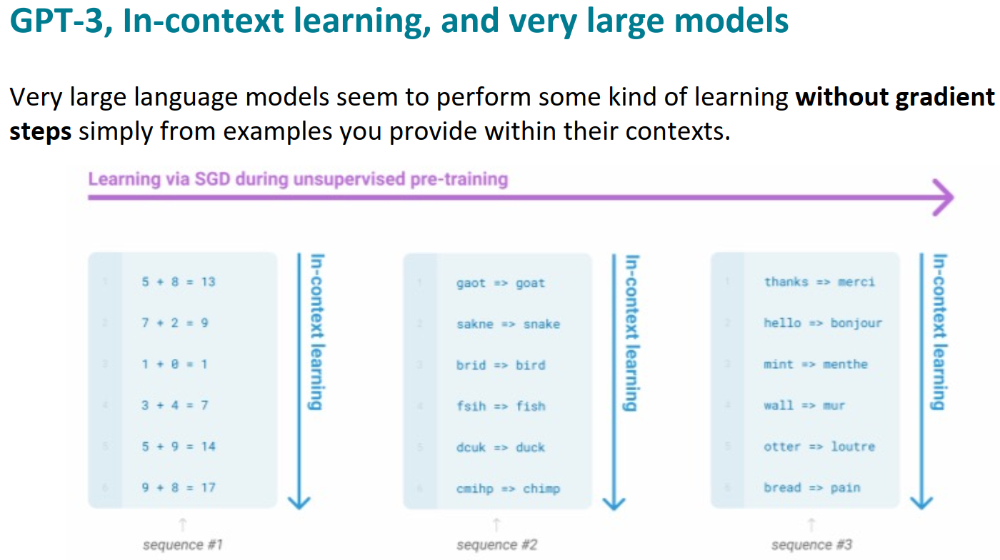 GPT-3, In-context learning, and very large models
Very large language models seem to perform some kind of learning without gradient
steps simply from examples you provide within their contexts.
Learning via SGD during unsupervised pre-training
1 5 + 8 = 13
2 7 + 2 = 9
3 1 + 0 = 1
4 3 + 4 = 7
5 5 + 9 = 14
6 9 + 8 = 17
In-context learning
sequence #1
1 gaot => goat
2 sakne => snake
3 brid => bird
4 fsih => fish
5 dcuk => duck
6 cmihp => chimp
In-context learning
sequence #2
1 thanks => merci
2 hello => bonjour
3 mint => menthe
4 wall => mur
5 otter => loutre
6 bread => pain
In-context learning
sequence #3